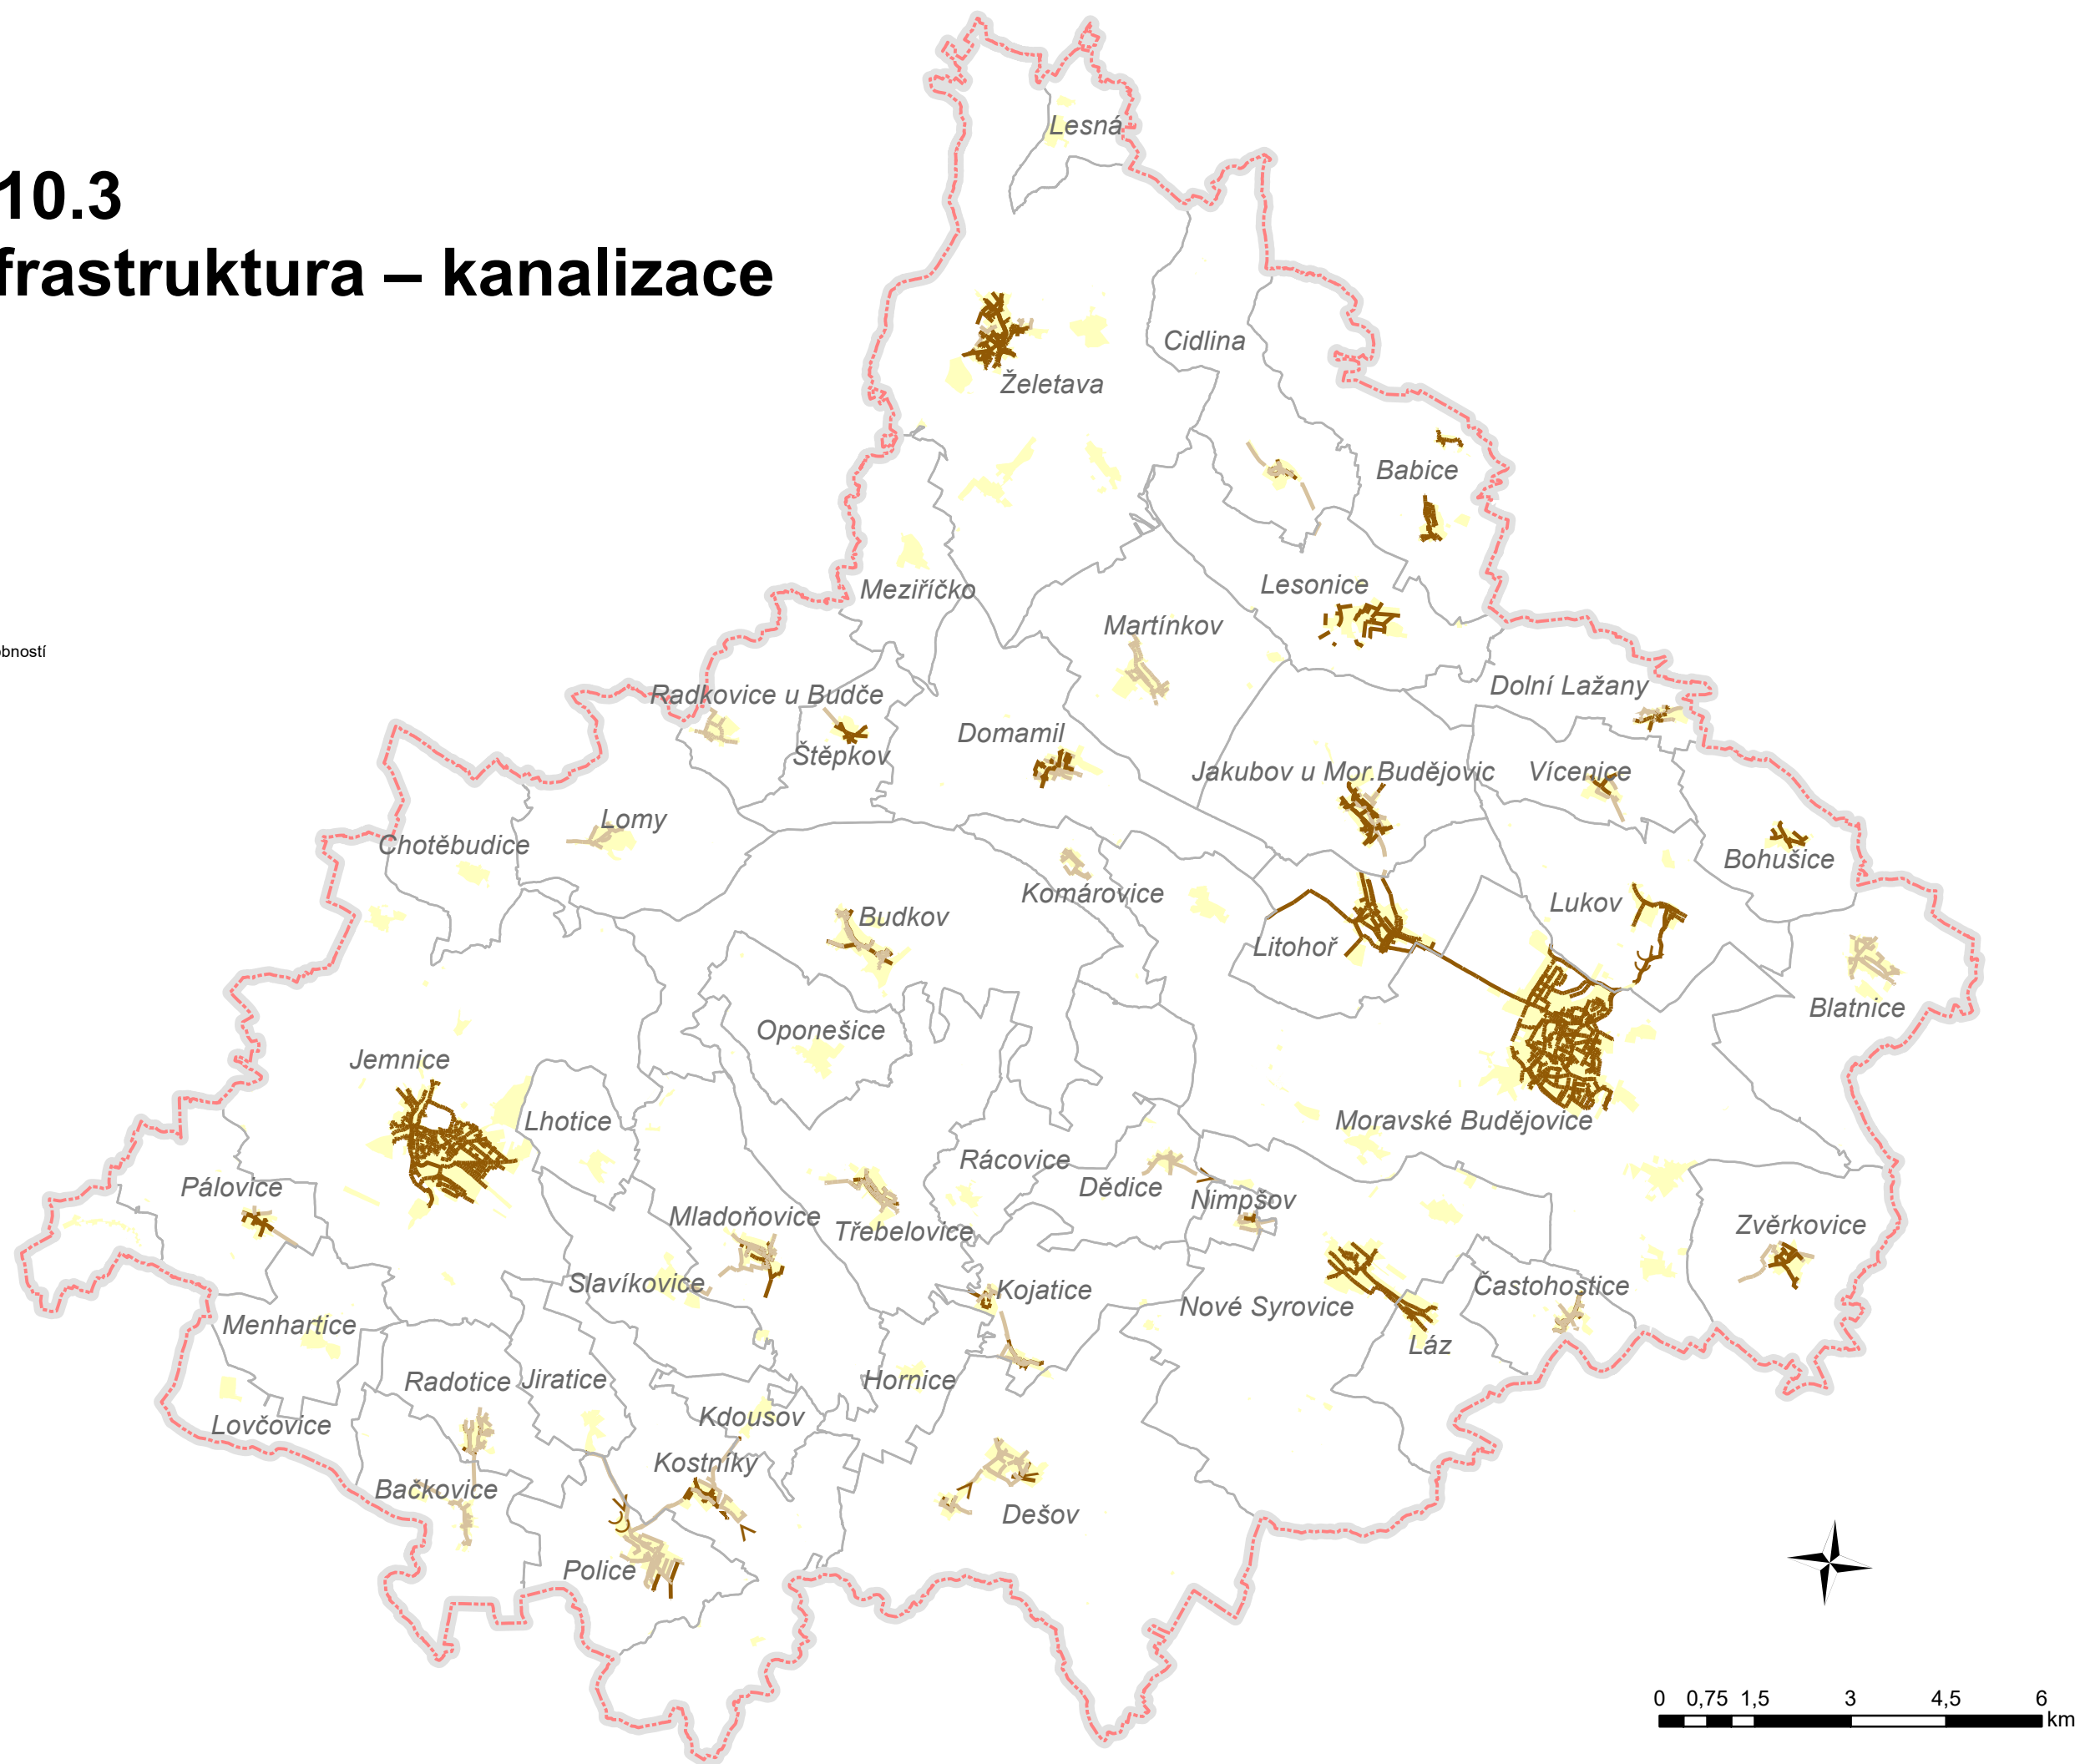 10.3
frastruktura – kanalizace
bností
Lesná
Cidlina
Želetava
Babice
Meziříčko
Lesonice
Martínkov
Radkovice u Budče
Dolní Lažany
Štěpkov
Domamil
Jakubov u Mor.Budějovic
Vícenice
Lomy
Chotěbudice
Bohušice
Komárovice
Budkov
Lukov
Litohoř
Blatnice
Oponešice
Jemnice
Lhotice
Moravské Budějovice
Rácovice
Pálovice
Dědice
Nimpšov
Mladoňovice
Třebelovice
Zvěrkovice
Slavíkovice
Kojatice
Častohostice
Nové Syrovice
Menhartice
Láz
Radotice
Jiratice
Hornice
Lovčovice
Kdousov
Kostníky
Bačkovice
Dešov
Police
0 0,75 1,5 3 4,5 6
km